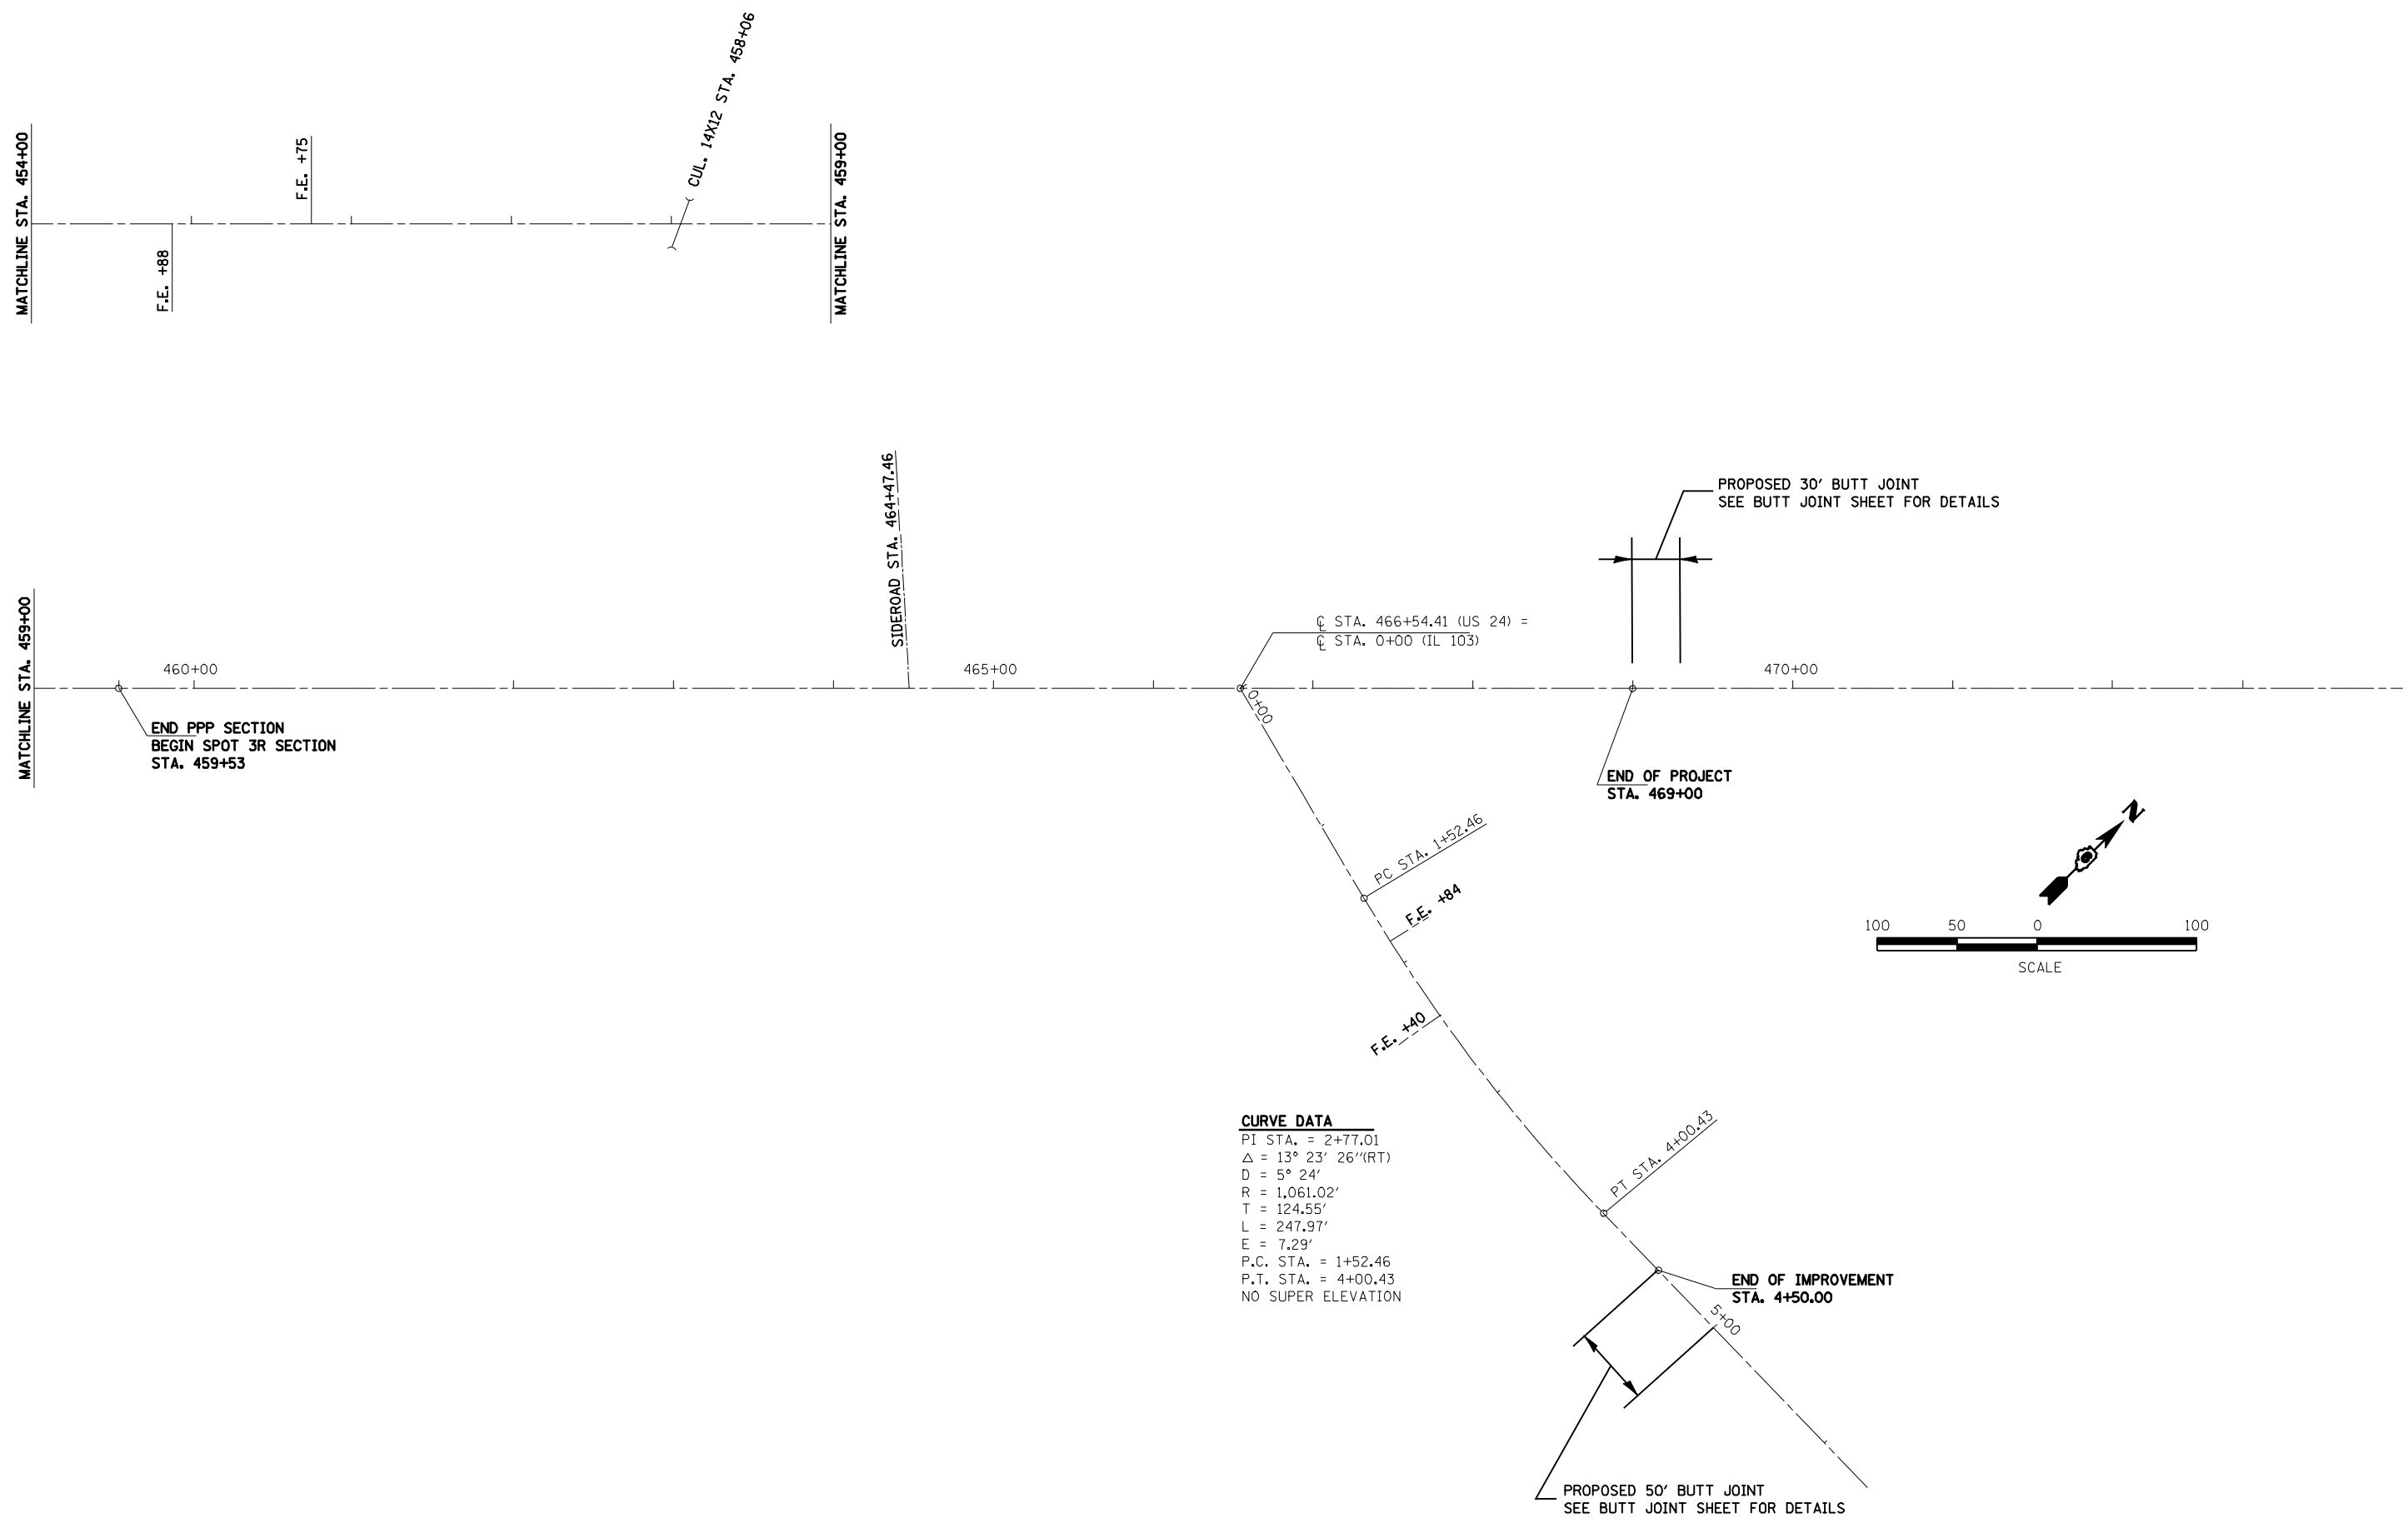 MATCHLINE STA. 454+00
F.E. +88
F.E. +75
CUL. 14X12 STA. 458+06
MATCHLINE STA. 459+00
MATCHLINE STA. 459+00
460+00
END PPP SECTION
BEGIN SPOT 3R SECTION
STA. 459+53
SIDEROAD STA. 464+47.46
465+00
℄ STA. 466+54.41 (US 24) =
℄ STA. 0+00 (IL 103)
0+00
PROPOSED 30' BUTT JOINT
SEE BUTT JOINT SHEET FOR DETAILS
470+00
END OF PROJECT
STA. 469+00
PC STA. 1+52.46
F.E. +84
F.E. +40
N
100 50 0 100
SCALE
CURVE DATA
PI STA. = 2+77.01
△ = 13° 23' 26''(RT)
D = 5° 24'
R = 1,061.02'
T = 124.55'
L = 247.97'
E = 7.29'
P.C. STA. = 1+52.46
P.T. STA. = 4+00.43
NO SUPER ELEVATION
PT STA. 4+00.43
END OF IMPROVEMENT
STA. 4+50.00
5+00
PROPOSED 50' BUTT JOINT
SEE BUTT JOINT SHEET FOR DETAILS